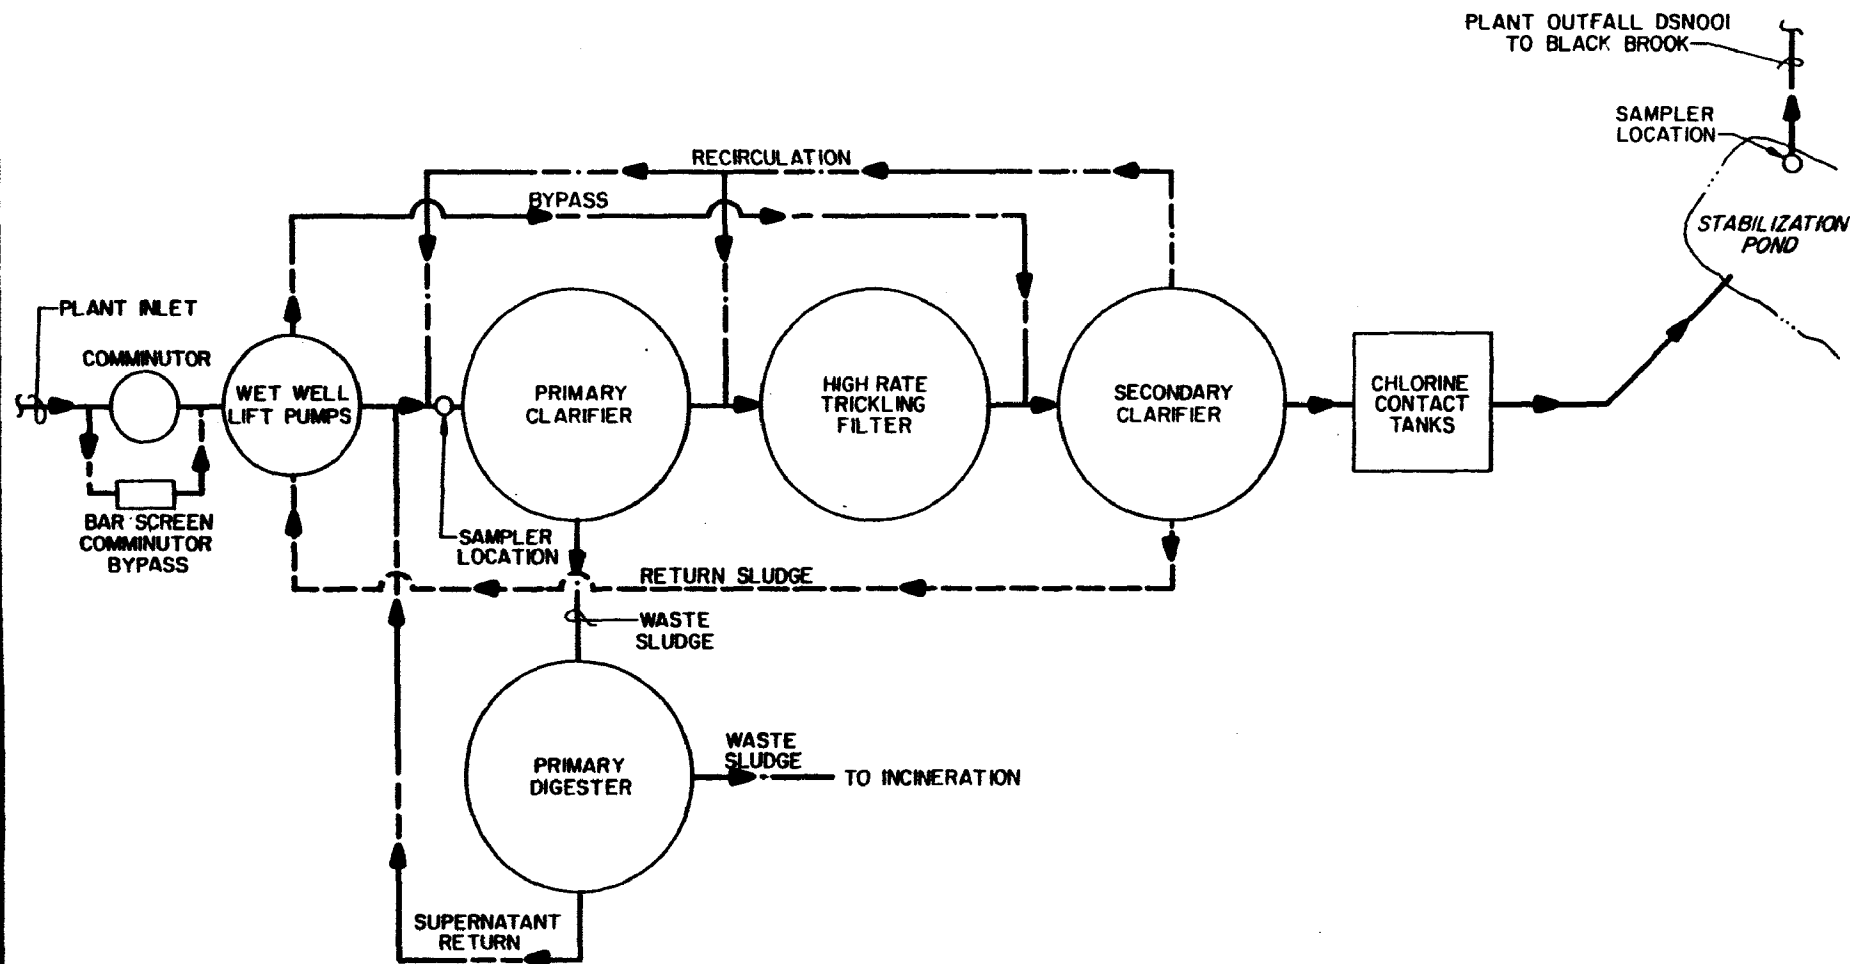 PLANT OUTFALL DSN001
TO BLACK BROOK
SAMPLER
LOCATION
RECIRCULATION
BYPASS
STABILIZATION
POND
PLANT INLET
COMMINUTOR
WET WELL
LIFT PUMPS
PRIMARY
CLARIFIER
HIGH RATE
TRICKLING
FILTER
SECONDARY
CLARIFIER
CHLORINE
CONTACT
TANKS
BAR SCREEN
COMMINUTOR
BYPASS
SAMPLER
LOCATION
RETURN SLUDGE
WASTE
SLUDGE
PRIMARY
DIGESTER
WASTE
SLUDGE
TO INCINERATION
SUPERNATANT
RETURN